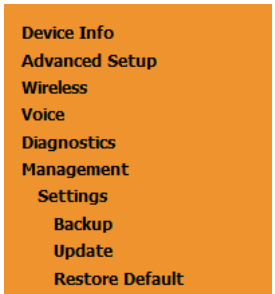 Device Info
Advanced Setup
Wireless
Voice
Diagnostics
Management
Settings
Backup
Update
Restore Default